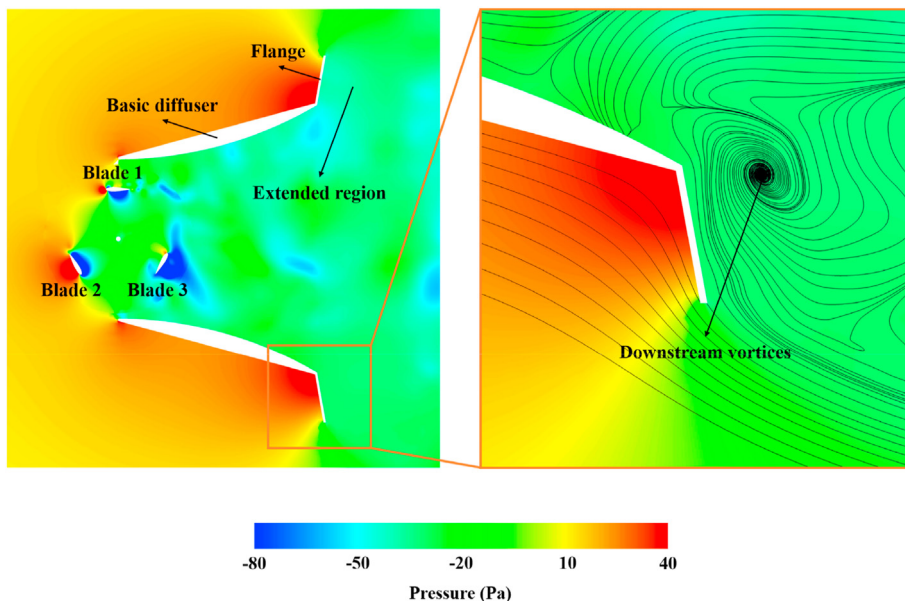 Flange
Basic diffuser
Blade 1
Extended region
Blade 2
Blade 3
Downstream vortices
-80
-50
-20
10
40
Pressure (Pa)